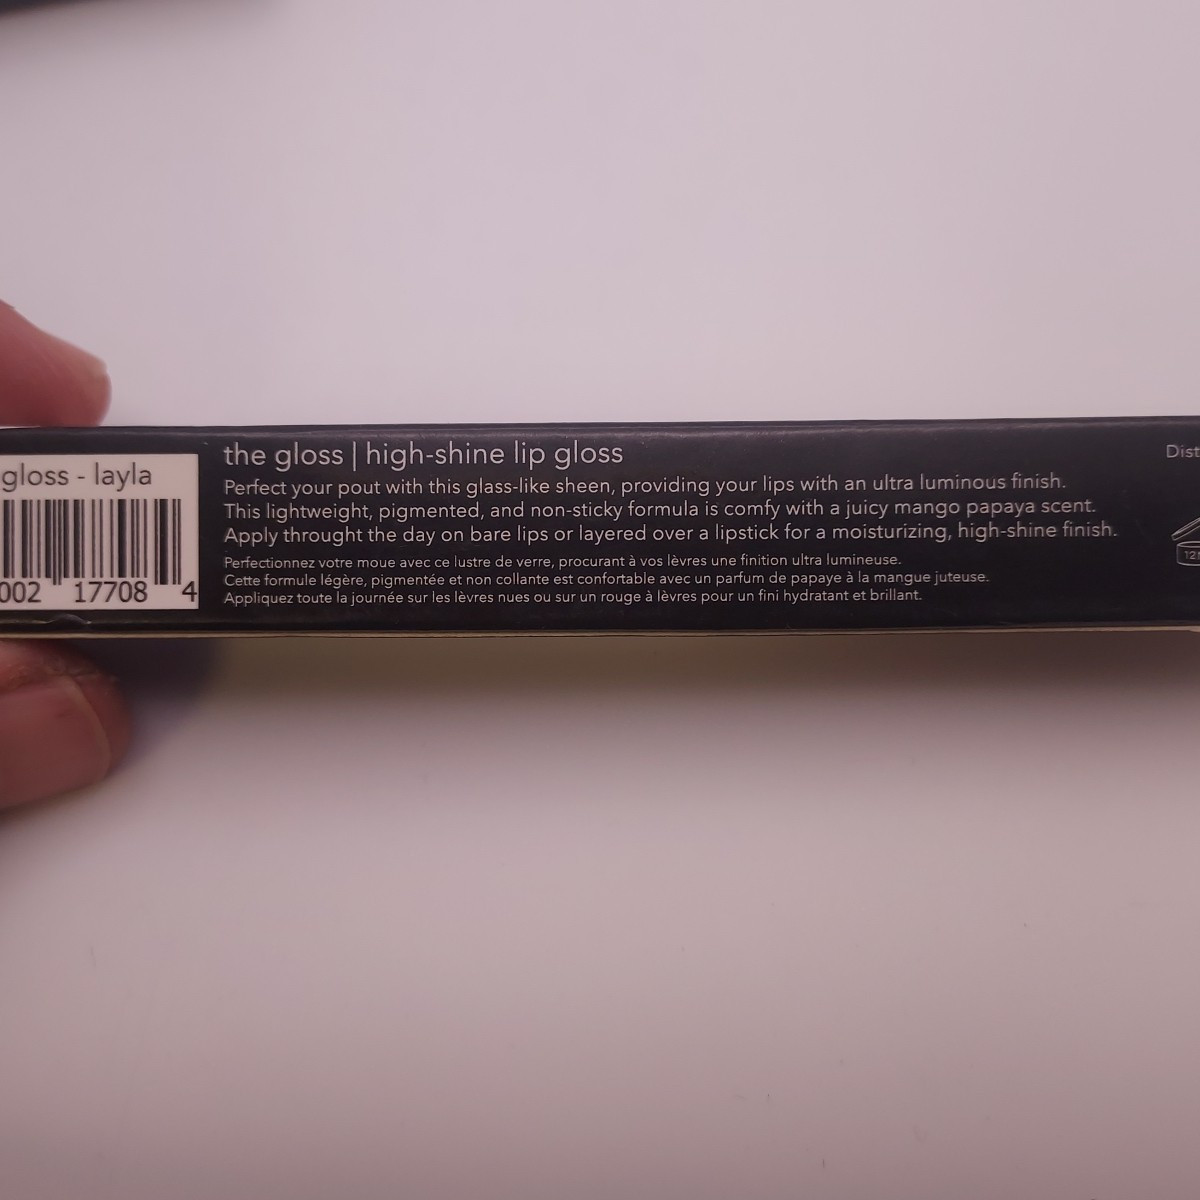 gloss - layla
002 17708 4
the gloss | high-shine lip gloss
Perfect your pout with this glass-like sheen, providing your lips with an ultra luminous finish.
This lightweight, pigmented, and non-sticky formula is comfy with a juicy mango papaya scent.
Apply throught the day on bare lips or layered over a lipstick for a moisturizing, high-shine finish.
Perfectionnez votre moue avec ce lustre de verre, procurant à vos lèvres une finition ultra lumineuse.
Cette formule légère, pigmentée et non collante est confortable avec un parfum de papaye à la mangue juteuse.
Appliquez toute la journée sur les lèvres nues ou sur un rouge à lèvres pour un fini hydratant et brillant.
Dist